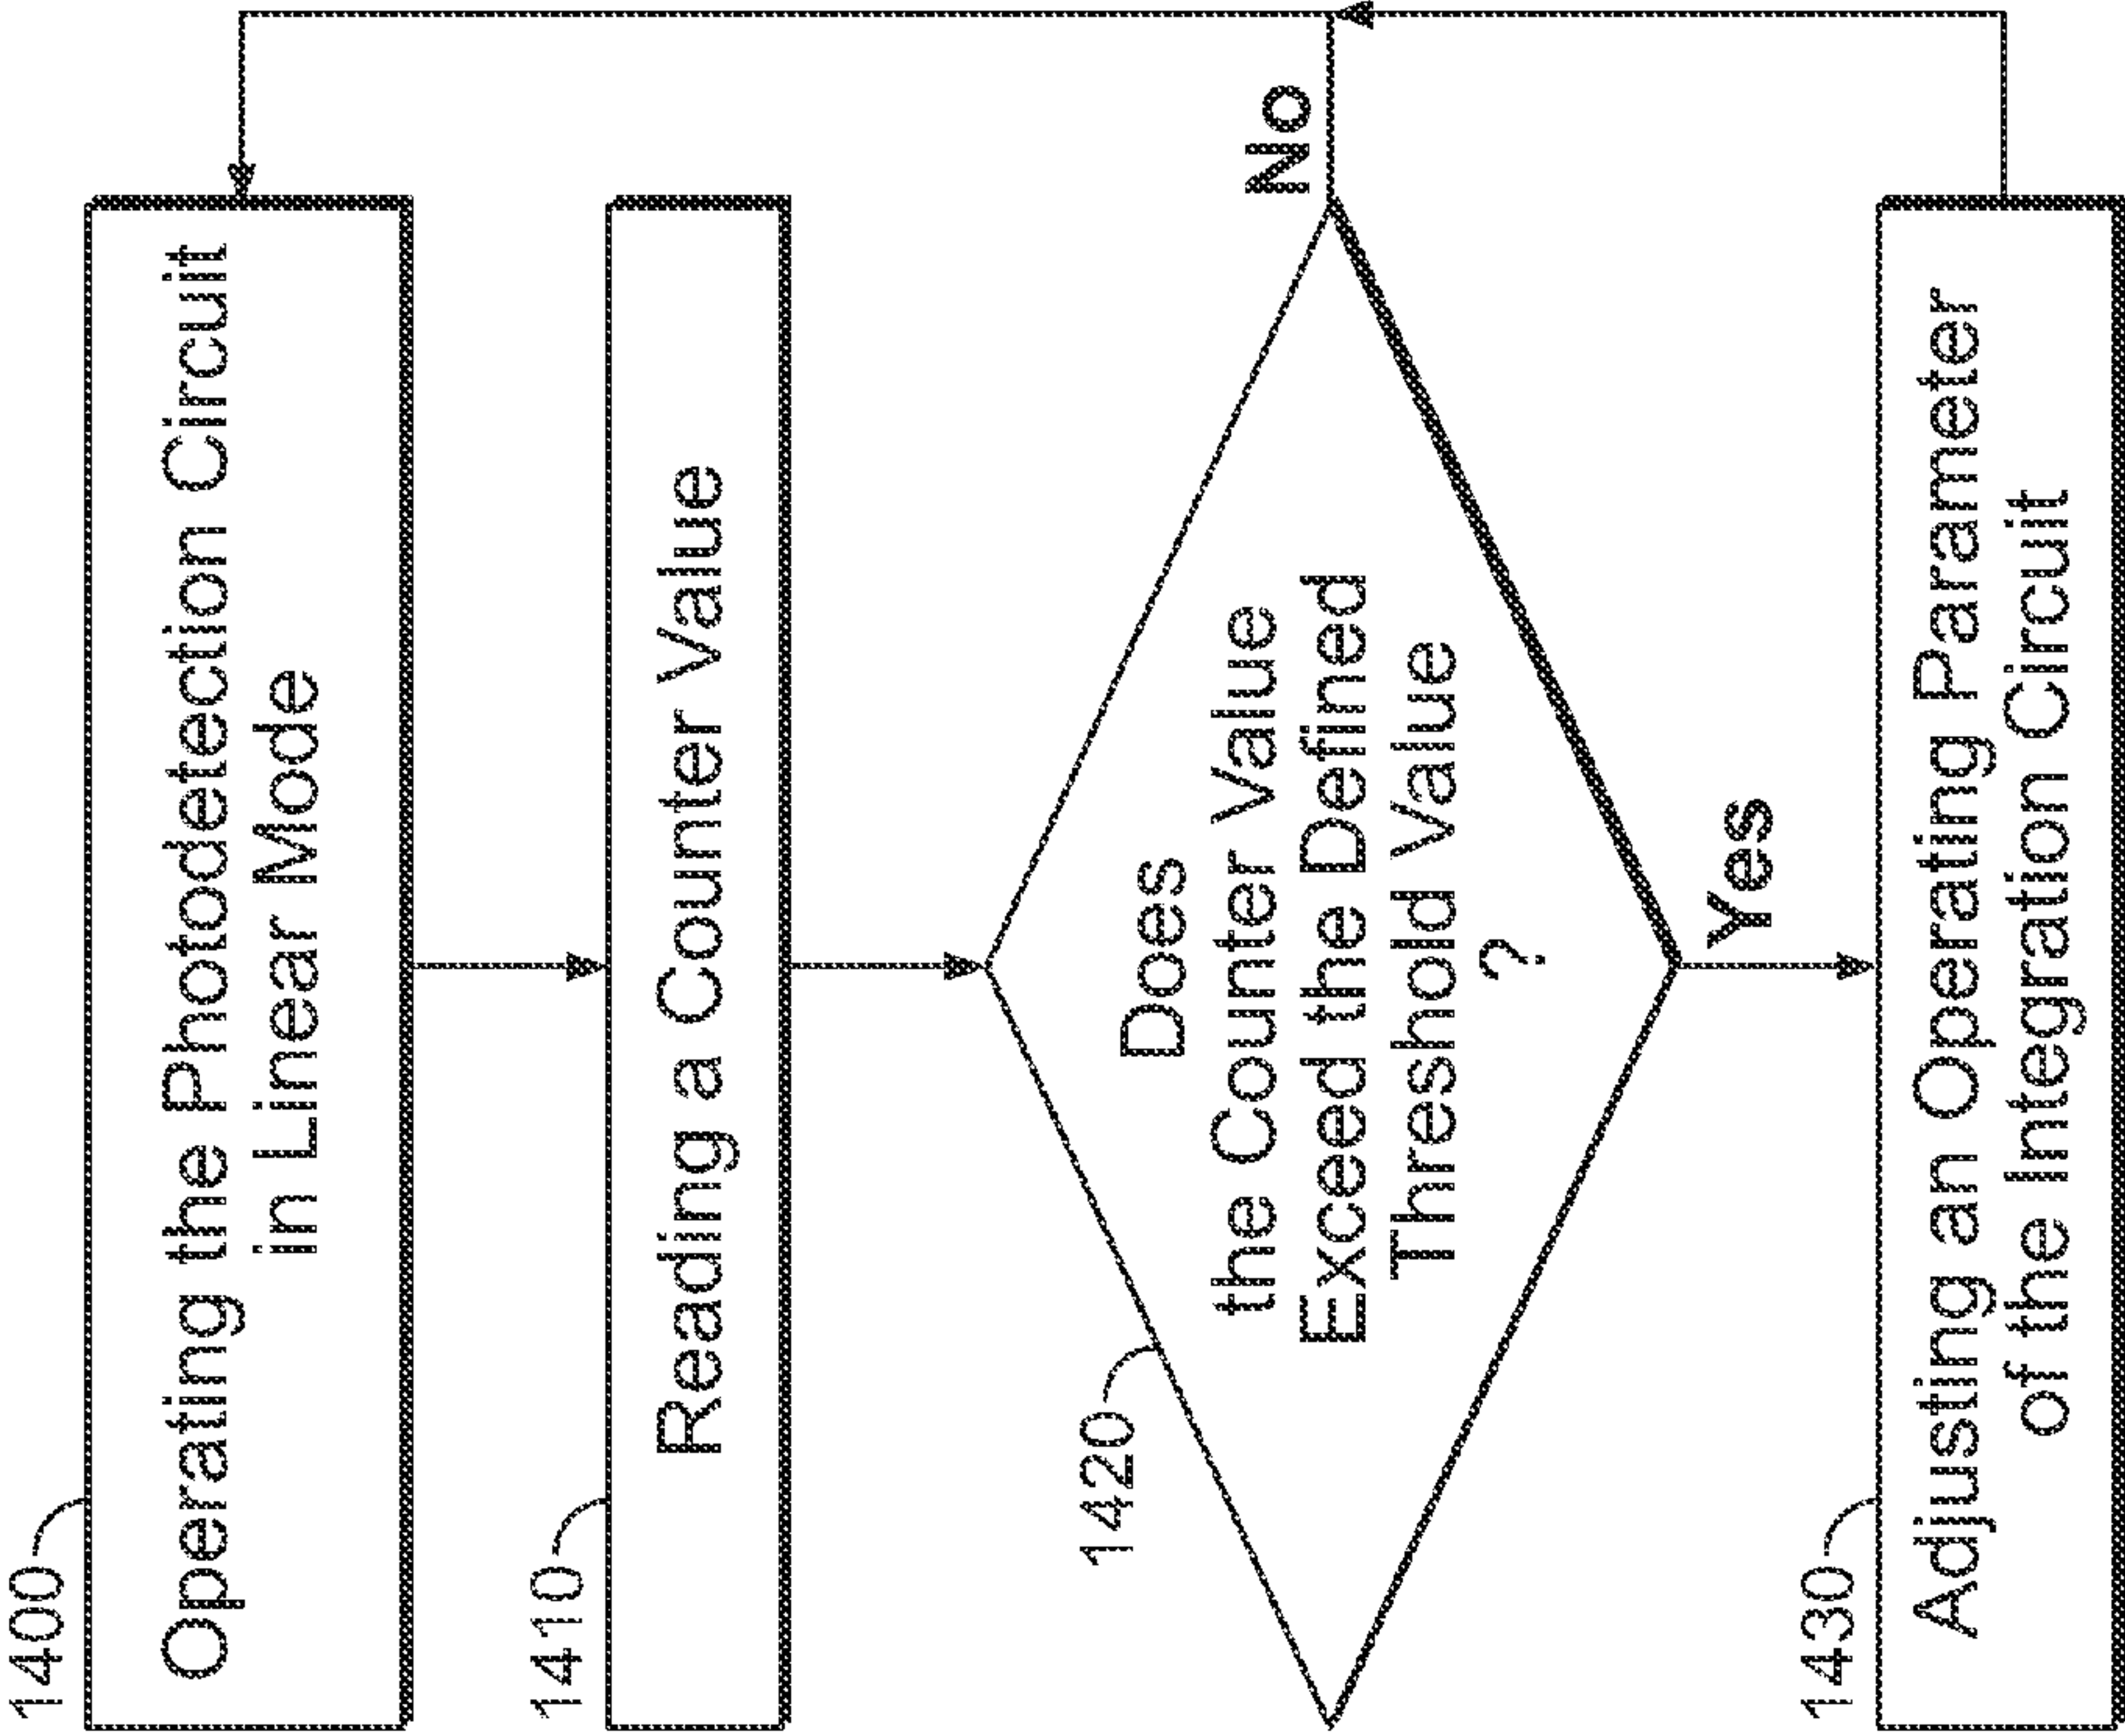 1400
Operating the Photodetection Circuit
in Linear Mode
1410
Reading a Counter Value
1420
Does
the Counter Value
Exceed the Defined
Threshold Value
?
No
Yes
1430
Adjusting an Operating Parameter
of the Integration Circuit